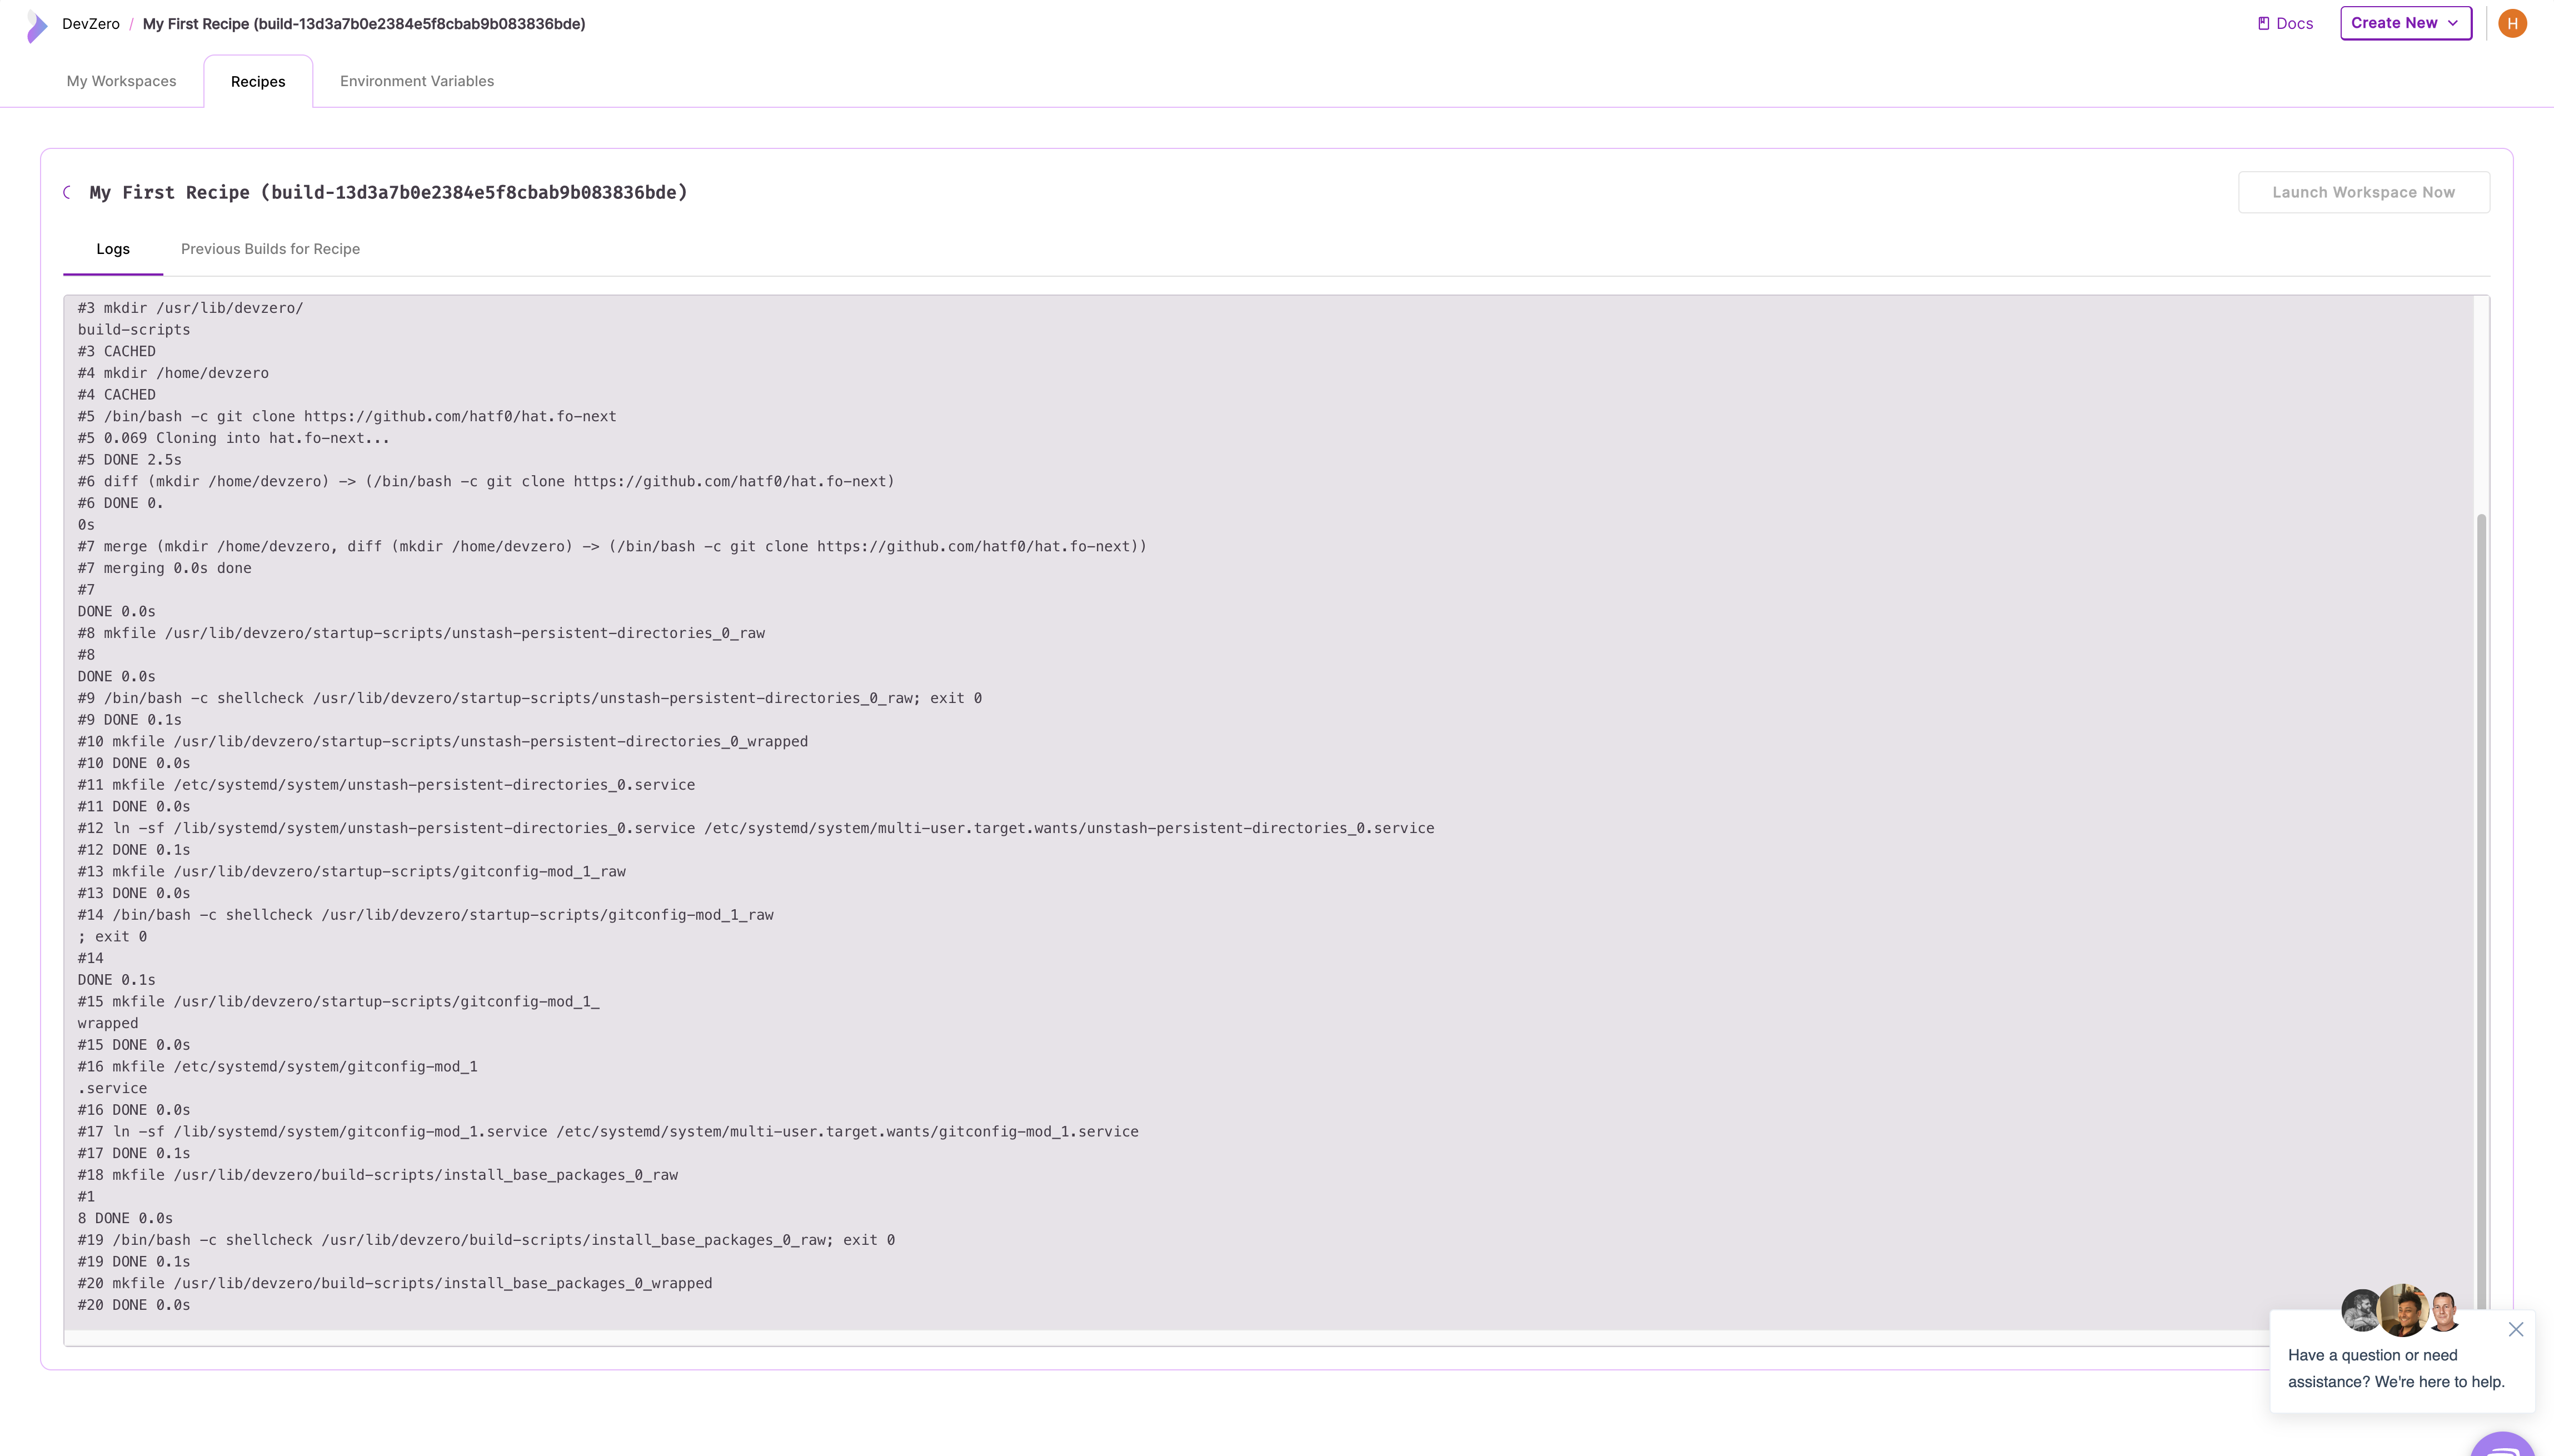 DevZero / My First Recipe (build-13d3a7b0e2384e5f8cbab9b083836bde)
Docs
Create New
H
My Workspaces
Recipes
Environment Variables
My First Recipe (build-13d3a7b0e2384e5f8cbab9b083836bde)
Launch Workspace Now
Logs
Previous Builds for Recipe
#3 mkdir /usr/lib/devzero/
build-scripts
#3 CACHED
#4 mkdir /home/devzero
#4 CACHED
#5 /bin/bash -c git clone https://github.com/hatf0/hat.fo-next
#5 0.069 Cloning into hat.fo-next...
#5 DONE 2.5s
#6 diff (mkdir /home/devzero) -> (/bin/bash -c git clone https://github.com/hatf0/hat.fo-next)
#6 DONE 0.
0s
#7 merge (mkdir /home/devzero, diff (mkdir /home/devzero) -> (/bin/bash -c git clone https://github.com/hatf0/hat.fo-next))
#7 merging 0.0s done
#7
DONE 0.0s
#8 mkfile /usr/lib/devzero/startup-scripts/unstash-persistent-directories_0_raw
#8
DONE 0.0s
#9 /bin/bash -c shellcheck /usr/lib/devzero/startup-scripts/unstash-persistent-directories_0_raw; exit 0
#9 DONE 0.1s
#10 mkfile /usr/lib/devzero/startup-scripts/unstash-persistent-directories_0_wrapped
#10 DONE 0.0s
#11 mkfile /etc/systemd/system/unstash-persistent-directories_0.service
#11 DONE 0.0s
#12 ln -sf /lib/systemd/system/unstash-persistent-directories_0.service /etc/systemd/system/multi-user.target.wants/unstash-persistent-directories_0.service
#12 DONE 0.1s
#13 mkfile /usr/lib/devzero/startup-scripts/gitconfig-mod_1_raw
#13 DONE 0.0s
#14 /bin/bash -c shellcheck /usr/lib/devzero/startup-scripts/gitconfig-mod_1_raw
; exit 0
#14
DONE 0.1s
#15 mkfile /usr/lib/devzero/startup-scripts/gitconfig-mod_1_
wrapped
#15 DONE 0.0s
#16 mkfile /etc/systemd/system/gitconfig-mod_1
.service
#16 DONE 0.0s
#17 ln -sf /lib/systemd/system/gitconfig-mod_1.service /etc/systemd/system/multi-user.target.wants/gitconfig-mod_1.service
#17 DONE 0.1s
#18 mkfile /usr/lib/devzero/build-scripts/install_base_packages_0_raw
#1
8 DONE 0.0s
#19 /bin/bash -c shellcheck /usr/lib/devzero/build-scripts/install_base_packages_0_raw; exit 0
#19 DONE 0.1s
#20 mkfile /usr/lib/devzero/build-scripts/install_base_packages_0_wrapped
#20 DONE 0.0s
Have a question or need
assistance? We're here to help.